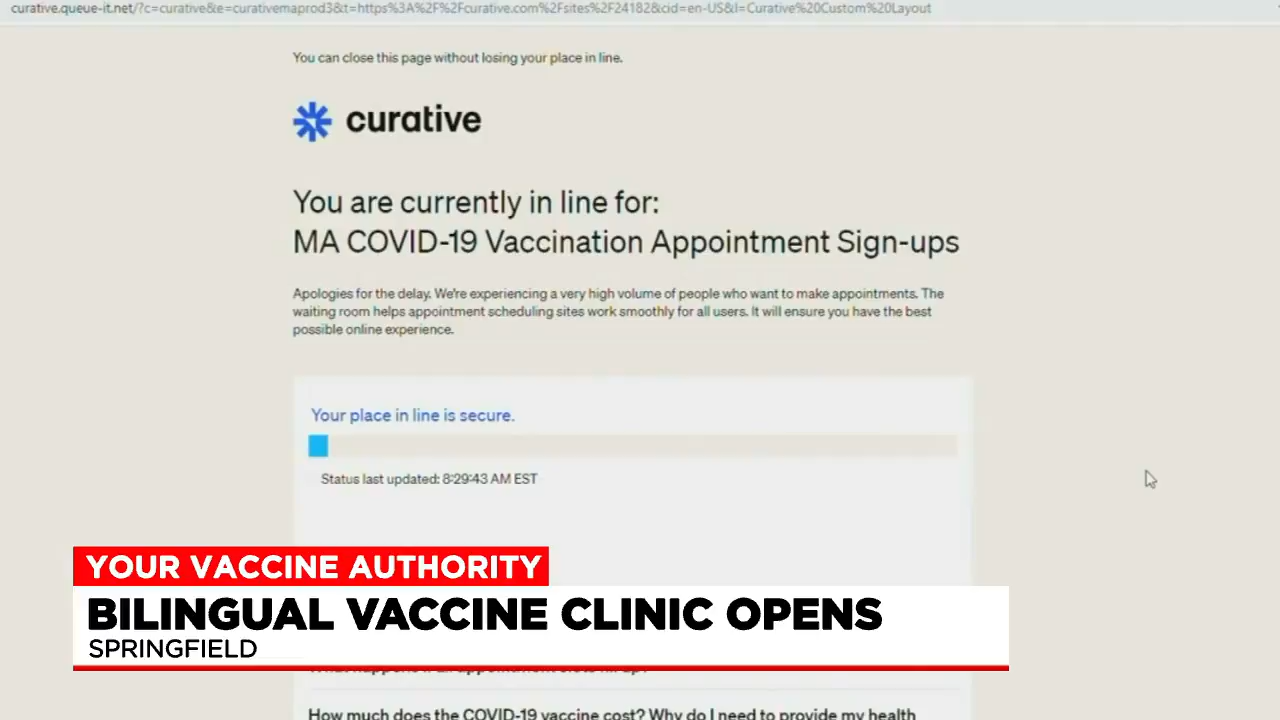 curative.queue-it.net/?c=curative&e=curativemaprod3&t=https%3A%2F%2Fcurative.com%2Fsites%2F24182&cid=en-US&l=Curative%20Custom%20Layout
You can close this page without losing your place in line.
curative
You are currently in line for:
MA COVID-19 Vaccination Appointment Sign-ups
Apologies for the delay. We're experiencing a very high volume of people who want to make appointments. The
waiting room helps appointment scheduling sites work smoothly for all users. It will ensure you have the best
possible online experience.
Your place in line is secure.
Status last updated: 8:29:43 AM EST
YOUR VACCINE AUTHORITY
BILINGUAL VACCINE CLINIC OPENS
SPRINGFIELD
How much does the COVID-19 vaccine cost? Why do I need to provide my health